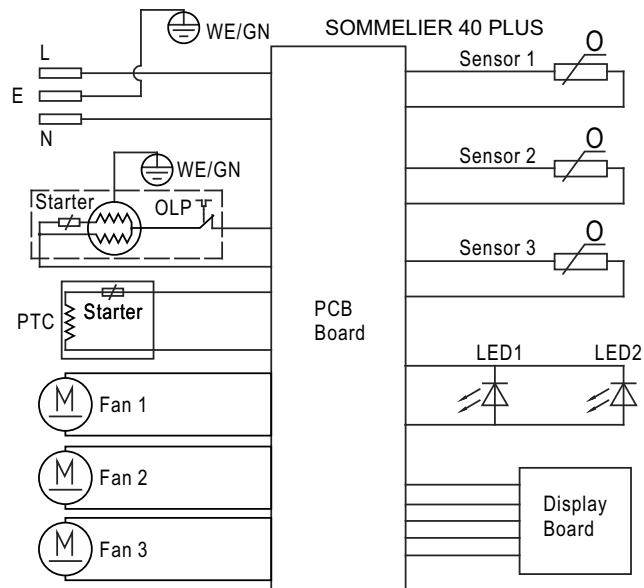 SOMMELIER 40 PLUS
WE/GN
L
E
N
WE/GN
Starter
OLP
PTC
Starter
M
Fan 1
M
Fan 2
M
Fan 3
PCB
Board
Sensor 1
O
Sensor 2
O
Sensor 3
O
LED1
LED2
Display
Board